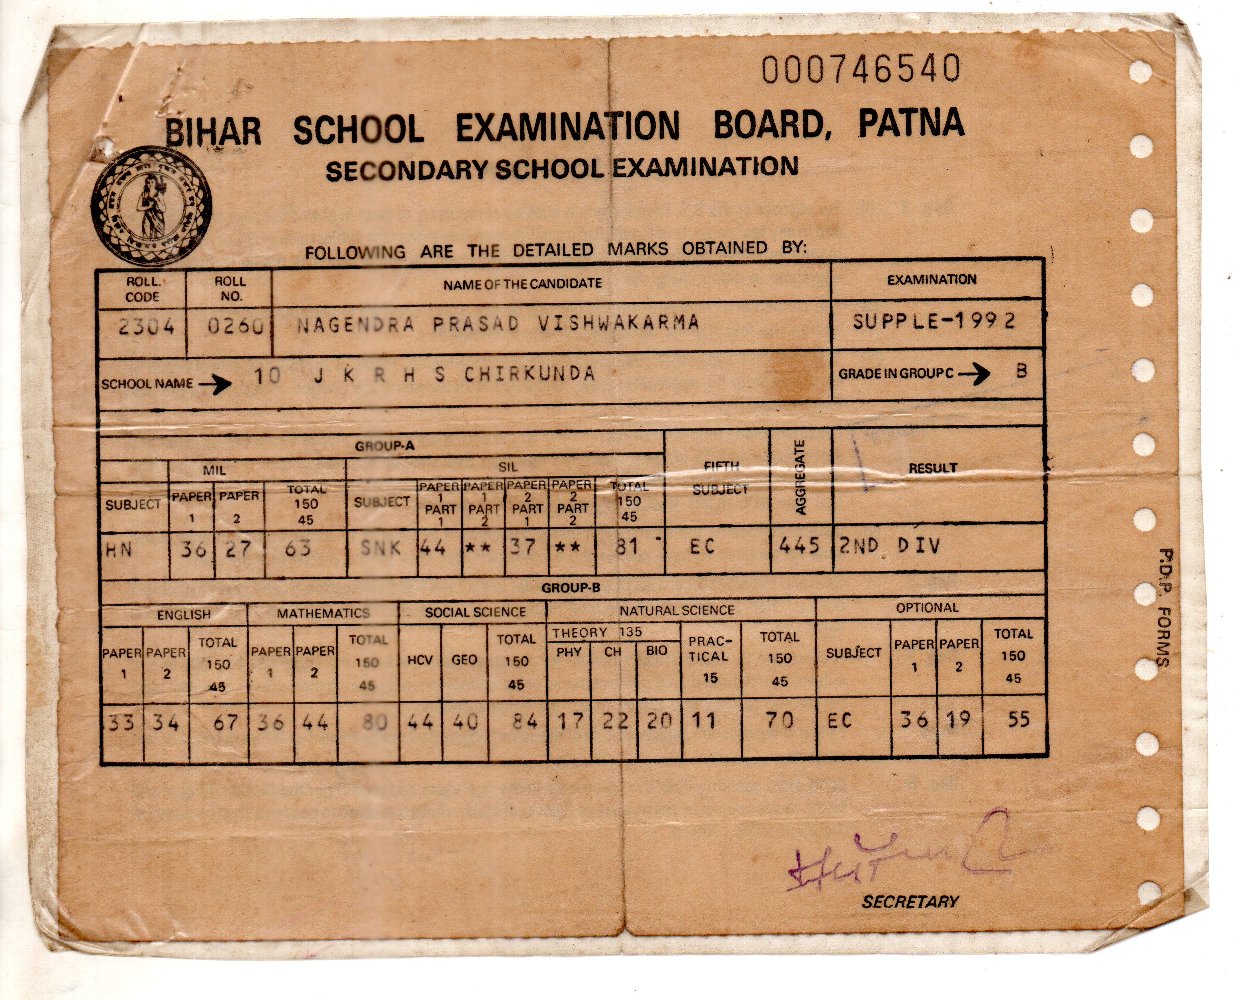 000746540
BIHAR SCHOOL EXAMINATION BOARD, PATNA
SECONDARY SCHOOL EXAMINATION
FOLLOWING ARE THE DETAILED MARKS OBTAINED BY:
ROLL. CODE ROLL NO. NAME OF THE CANDIDATE EXAMINATION
2304 0260 NAGENDRA PRASAD VISHWAKARMA SUPPLE-1992
SCHOOL NAME → 10 J K R H S CHIRKUNDA GRADE IN GROUP C → B
GROUP-A
MIL SIL FIFTH SUBJECT AGGREGATE RESULT
SUBJECT PAPER 1 PAPER 2 TOTAL 150 45 SUBJECT PAPER 1 PART 1 PAPER 1 PART 2 PAPER 2 PART 1 PAPER 2 PART 2 TOTAL 150 45
HN 36 27 63 SNK 44 ** 37 ** 81 EC 445 2ND DIV
GROUP-B
ENGLISH MATHEMATICS SOCIAL SCIENCE NATURAL SCIENCE OPTIONAL
PAPER 1 PAPER 2 TOTAL 150 45 PAPER 1 PAPER 2 TOTAL 150 45 HCV GEO TOTAL 150 45 THEORY 135 PHY CH BIO PRAC-TICAL 15 TOTAL 150 45 SUBJECT PAPER 1 PAPER 2 TOTAL 150 45
33 34 67 36 44 80 44 40 84 17 22 20 11 70 EC 36 19 55
SECRETARY
P.D.P. FORMS